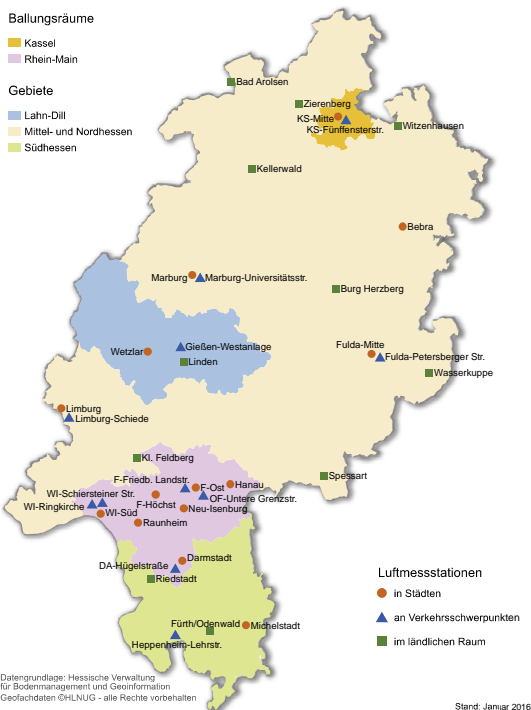 Ballungsräume
Kassel
Rhein-Main
Gebiete
Lahn-Dill
Mittel- und Nordhessen
Südhessen
Bad Arolsen
Zierenberg
KS-Mitte
KS-Fünffensterstr.
Witzenhausen
Kellerwald
Bebra
Marburg
Marburg-Universitätsstr.
Burg Herzberg
Wetzlar
Gießen-Westanlage
Linden
Fulda-Mitte
Fulda-Petersberger Str.
Wasserkuppe
Limburg
Limburg-Schiede
Kl. Feldberg
Spessart
F-Friedb. Landstr.
F-Ost
Hanau
WI-Schiersteiner Str.
OF-Untere Grenzstr.
WI-Ringkirche
F-Höchst
Neu-Isenburg
WI-Süd
Raunheim
Darmstadt
DA-Hügelstraße
Riedstadt
Fürth/Odenwald
Michelstadt
Heppenheim-Lehrstr.
Luftmessstationen
in Städten
an Verkehrsschwerpunkten
im ländlichen Raum
Datengrundlage: Hessische Verwaltung
für Bodenmanagement und Geoinformation
Geofachdaten ©HLNUG - alle Rechte vorbehalten
Stand: Januar 2016